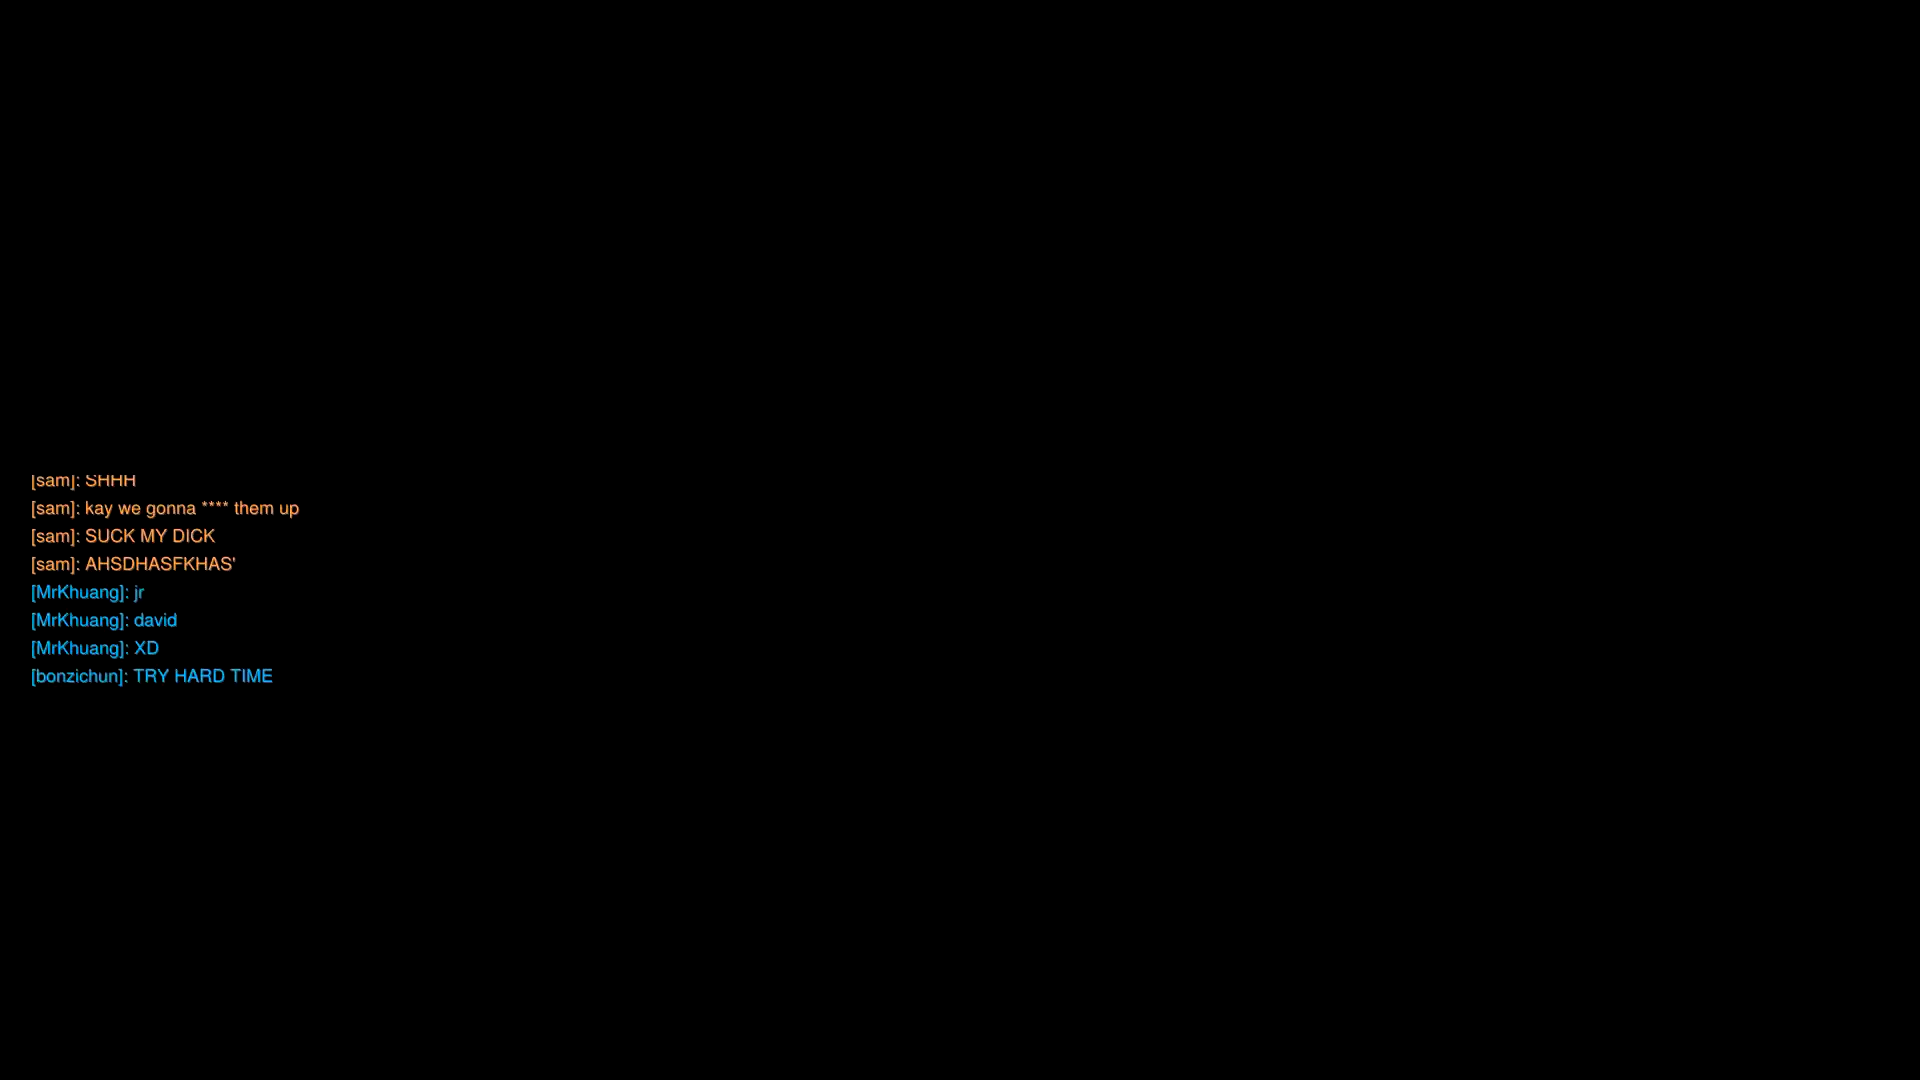 [sam]: SHHH
[sam]: kay we gonna **** them up
[sam]: SUCK MY DICK
[sam]: AHSDHASFKHAS'
[MrKhuang]: jr
[MrKhuang]: david
[MrKhuang]: XD
[bonzichun]: TRY HARD TIME